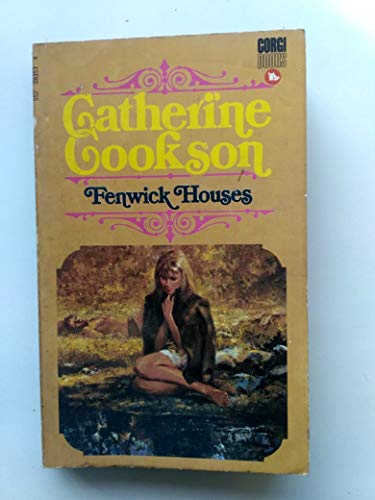 CORGI
BOOKS
Catherine
Cookson
Fenwick Houses